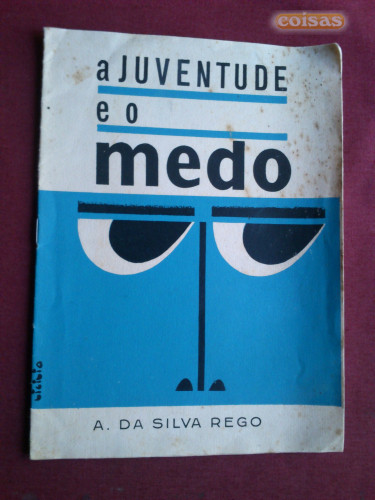 coisas
a JUVENTUDE
e o
medo
A. DA SILVA REGO